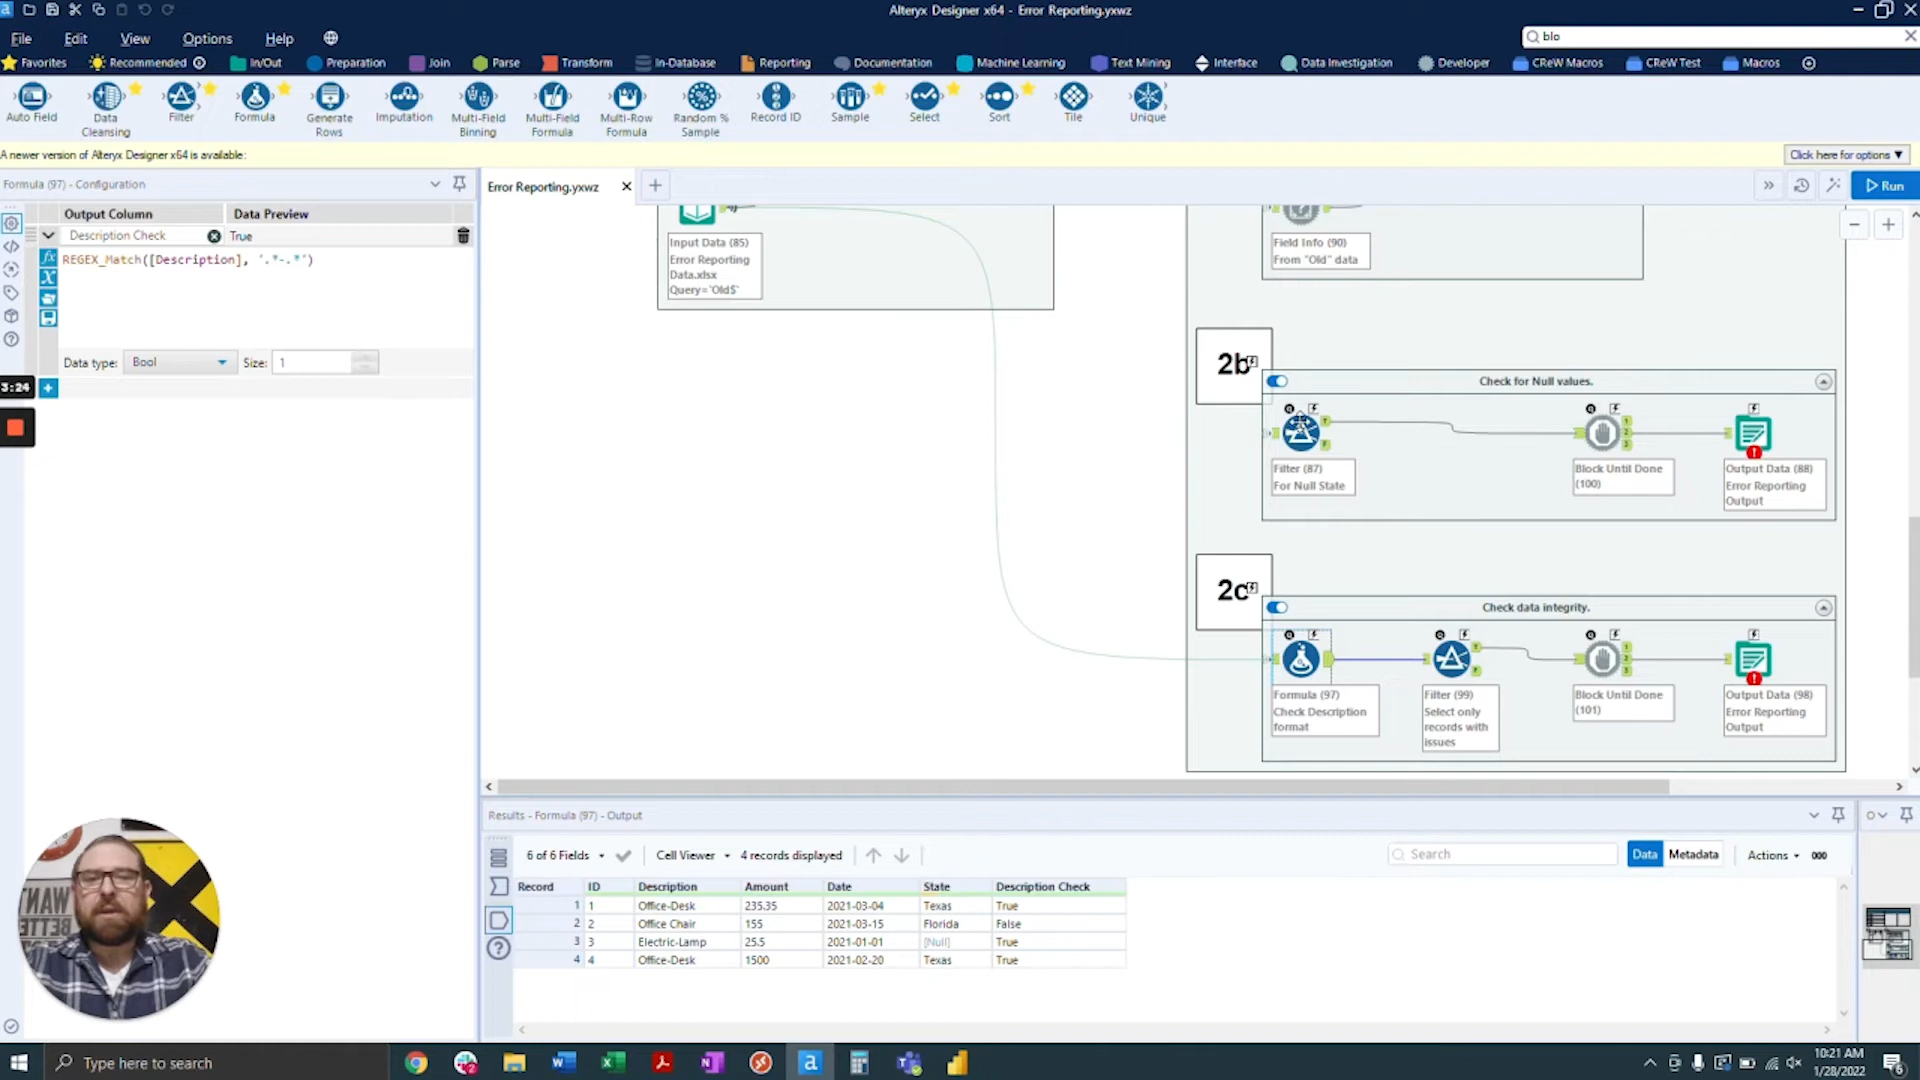 Alteryx Designer x64 - Error Reporting.yxwz
File Edit View Options Help
blo
Favorites Recommended In/Out Preparation Join Parse Transform In-Database Reporting Documentation Machine Learning Text Mining Interface Data Investigation Developer CReW Macros CReW Test Macros
Auto Field Data Cleansing Filter Formula Generate Rows Imputation Multi-Field Binning Multi-Field Formula Multi-Row Formula Random % Sample Record ID Sample Select Sort Tile Unique
A newer version of Alteryx Designer x64 is available:
Click here for options
Formula (97) - Configuration
Error Reporting.yxwz
Run
Output Column Data Preview
Description Check True
REGEX_Match([Description], '.*-.*')
Data type: Bool Size: 1
3:24
Input Data (85)
Error Reporting
Data.xlsx
Query=`Old$`
Field Info (90)
From "Old" data
2b
Check for Null values.
Filter (87)
For Null State
Block Until Done
(100)
Output Data (88)
Error Reporting
Output
2c
Check data integrity.
Formula (97)
Check Description
format
Filter (99)
Select only
records with
issues
Block Until Done
(101)
Output Data (98)
Error Reporting
Output
Results - Formula (97) - Output
6 of 6 Fields Cell Viewer 4 records displayed Search Data Metadata Actions 000
Record ID Description Amount Date State Description Check
1 1 Office-Desk 235.35 2021-03-04 Texas True
2 2 Office Chair 155 2021-03-15 Florida False
3 3 Electric-Lamp 25.5 2021-01-01 [Null] True
4 4 Office-Desk 1500 2021-02-20 Texas True
Type here to search
10:21 AM
1/28/2022